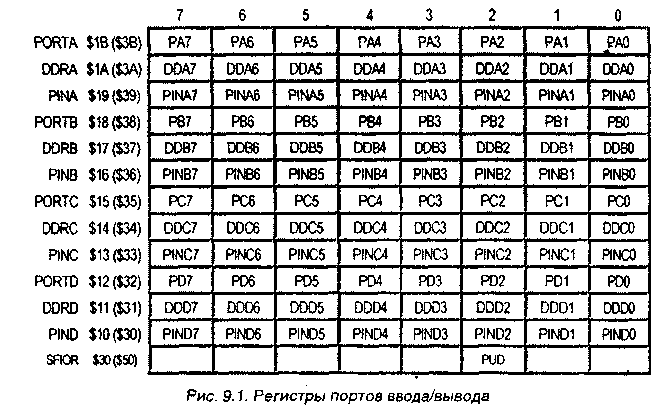 7 6 5 4 3 2 1 0
PORTA $1B ($3B) PA7 PA6 PA5 PA4 PA3 PA2 PA1 PA0
DDRA $1A ($3A) DDA7 DDA6 DDA5 DDA4 DDA3 DDA2 DDA1 DDA0
PINA $19 ($39) PINA7 PINA6 PINA5 PINA4 PINA3 PINA2 PINA1 PINA0
PORTB $18 ($38) PB7 PB6 PB5 PB4 PB3 PB2 PB1 PB0
DDRB $17 ($37) DDB7 DDB6 DDB5 DDB4 DDB3 DDB2 DDB1 DDB0
PINB $16 ($36) PINB7 PINB6 PINB5 PINB4 PINB3 PINB2 PINB1 PINB0
PORTC $15 ($35) PC7 PC6 PC5 PC4 PC3 PC2 PC1 PC0
DDRC $14 ($34) DDC7 DDC6 DDC5 DDC4 DDC3 DDC2 DDC1 DDC0
PINC $13 ($33) PINC7 PINC6 PINC5 PINC4 PINC3 PINC2 PINC1 PINC0
PORTD $12 ($32) PD7 PD6 PD5 PD4 PD3 PD2 PD1 PD0
DDRD $11 ($31) DDD7 DDD6 DDD5 DDD4 DDD3 DDD2 DDD1 DDD0
PIND $10 ($30) PIND7 PIND6 PIND5 PIND4 PIND3 PIND2 PIND1 PIND0
SFIOR $30 ($50) PUD
Рис. 9.1. Регистры портов ввода/вывода